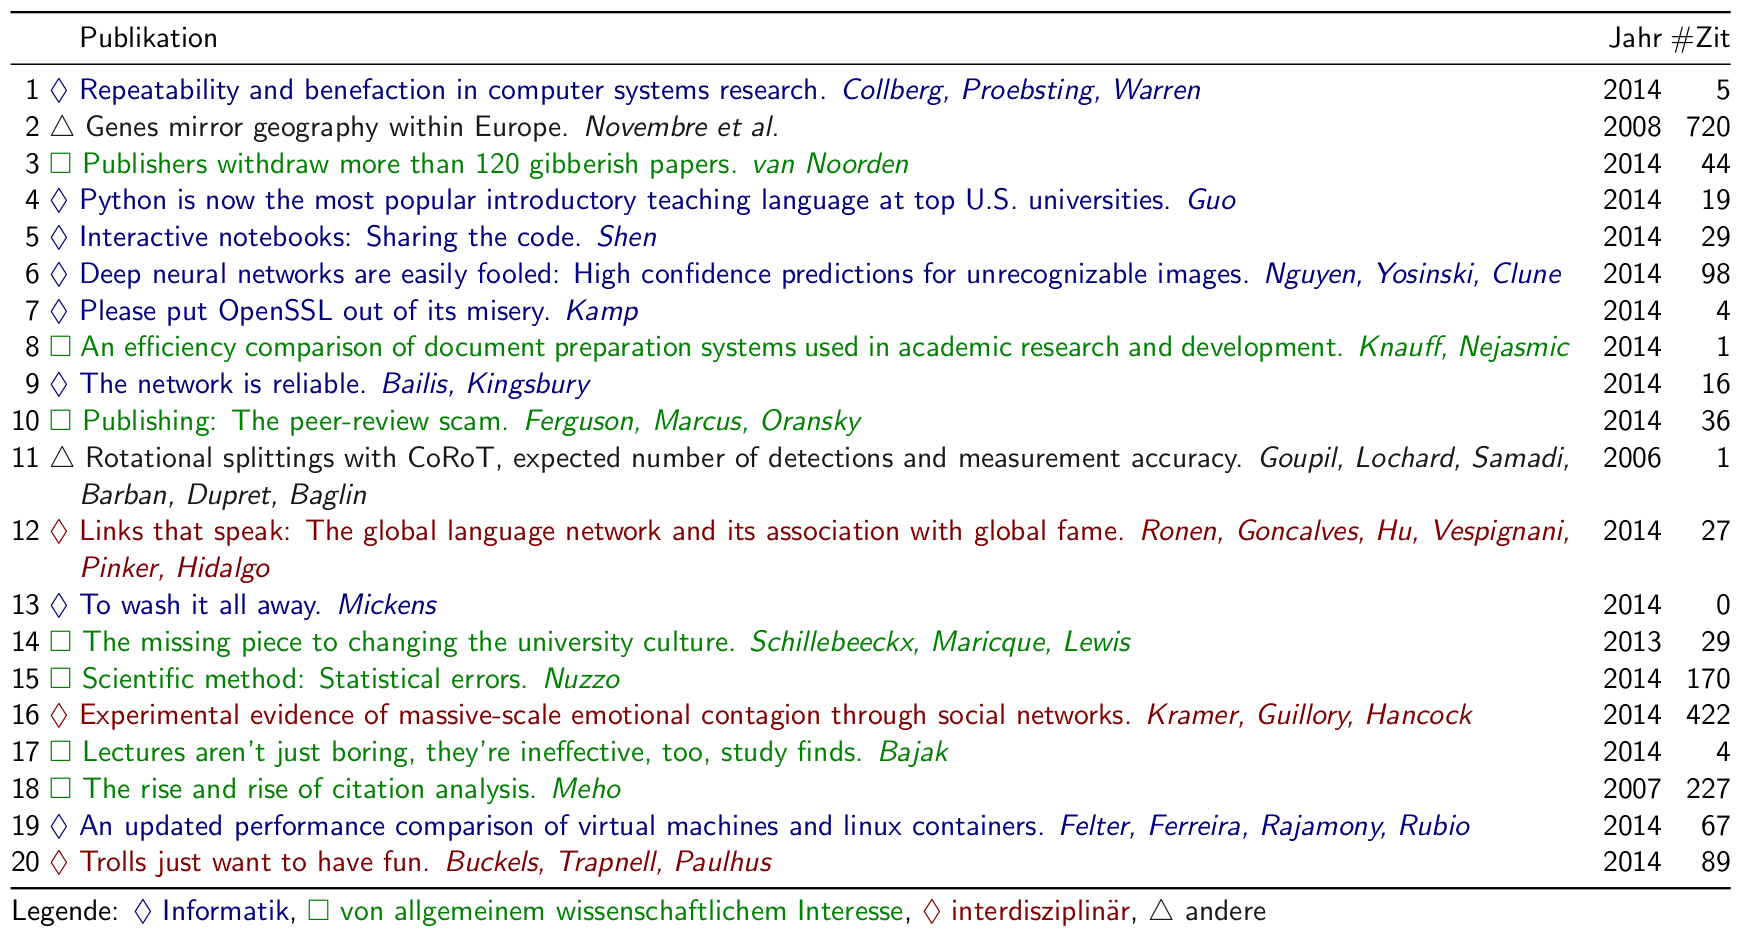 Publikation Jahr #Zit
1 ♢ Repeatability and benefaction in computer systems research. Collberg, Proebsting, Warren 2014 5
2 △ Genes mirror geography within Europe. Novembre et al. 2008 720
3 □ Publishers withdraw more than 120 gibberish papers. van Noorden 2014 44
4 ♢ Python is now the most popular introductory teaching language at top U.S. universities. Guo 2014 19
5 ♢ Interactive notebooks: Sharing the code. Shen 2014 29
6 ♢ Deep neural networks are easily fooled: High confidence predictions for unrecognizable images. Nguyen, Yosinski, Clune 2014 98
7 ♢ Please put OpenSSL out of its misery. Kamp 2014 4
8 □ An efficiency comparison of document preparation systems used in academic research and development. Knauff, Nejasmic 2014 1
9 ♢ The network is reliable. Bailis, Kingsbury 2014 16
10 □ Publishing: The peer-review scam. Ferguson, Marcus, Oransky 2014 36
11 △ Rotational splittings with CoRoT, expected number of detections and measurement accuracy. Goupil, Lochard, Samadi, 2006 1
Barban, Dupret, Baglin
12 ♢ Links that speak: The global language network and its association with global fame. Ronen, Goncalves, Hu, Vespignani, 2014 27
Pinker, Hidalgo
13 ♢ To wash it all away. Mickens 2014 0
14 □ The missing piece to changing the university culture. Schillebeeckx, Maricque, Lewis 2013 29
15 □ Scientific method: Statistical errors. Nuzzo 2014 170
16 ♢ Experimental evidence of massive-scale emotional contagion through social networks. Kramer, Guillory, Hancock 2014 422
17 □ Lectures aren't just boring, they're ineffective, too, study finds. Bajak 2014 4
18 □ The rise and rise of citation analysis. Meho 2007 227
19 ♢ An updated performance comparison of virtual machines and linux containers. Felter, Ferreira, Rajamony, Rubio 2014 67
20 ♢ Trolls just want to have fun. Buckels, Trapnell, Paulhus 2014 89
Legende: ♢ Informatik, □ von allgemeinem wissenschaftlichem Interesse, ♢ interdisziplinär, △ andere